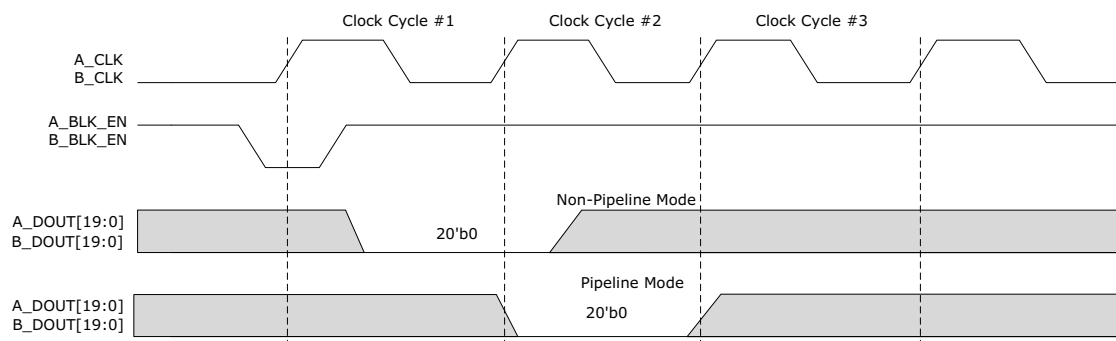 Clock Cycle #1
Clock Cycle #2
Clock Cycle #3
A_CLK
B_CLK
A_BLK_EN
B_BLK_EN
Non-Pipeline Mode
A_DOUT[19:0]
B_DOUT[19:0]
20'b0
Pipeline Mode
A_DOUT[19:0]
B_DOUT[19:0]
20'b0